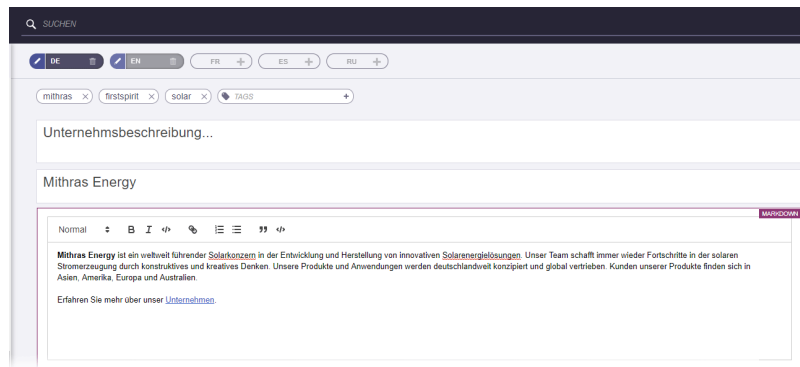 SUCHEN
DE EN FR ES RU
mithras firstspirit solar TAGS
Unternehmsbeschreibung...
Mithras Energy
MARKDOWN
Normal B I </> </>
Mithras Energy ist ein weltweit führender Solarkonzern in der Entwicklung und Herstellung von innovativen Solarenergielösungen. Unser Team schafft immer wieder Fortschritte in der solaren
Stromerzeugung durch konstruktives und kreatives Denken. Unsere Produkte und Anwendungen werden deutschlandweit konzipiert und global vertrieben. Kunden unserer Produkte finden sich in
Asien, Amerika, Europa und Australien.
Erfahren Sie mehr über unser Unternehmen.